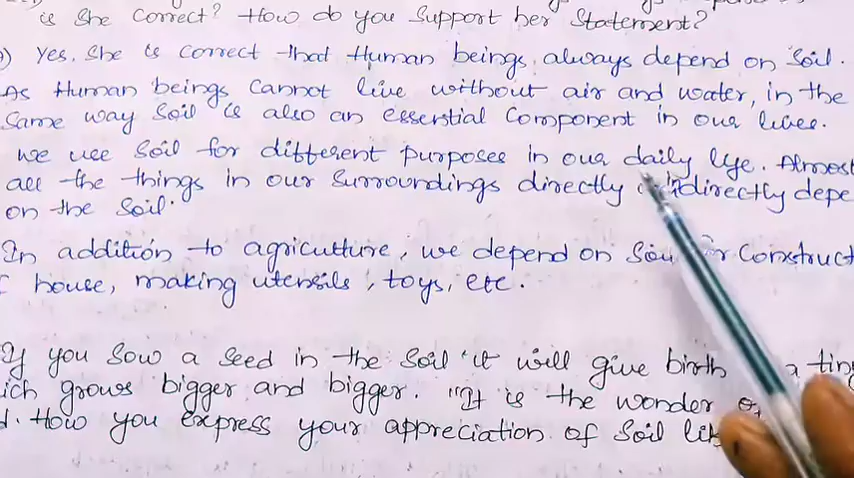 is She Correct? How do you Support her Statement?
Yes, She is correct that Human beings always depend on Soil.
As Human beings Cannot live without air and water, in the
Same way Soil is also an essential Component in our lives.
we use Soil for different purposes in our daily life. Almost
all the things in our Surroundings directly indirectly depe
on the Soil.
In addition to agriculture, we depend on Soil for Construct
house, making utensils, toys, etc.
If you Sow a Seed in the Soil it will give birth a tiny
ich grows bigger and bigger. "It is the wonder of
d. How you express your appreciation of Soil lik